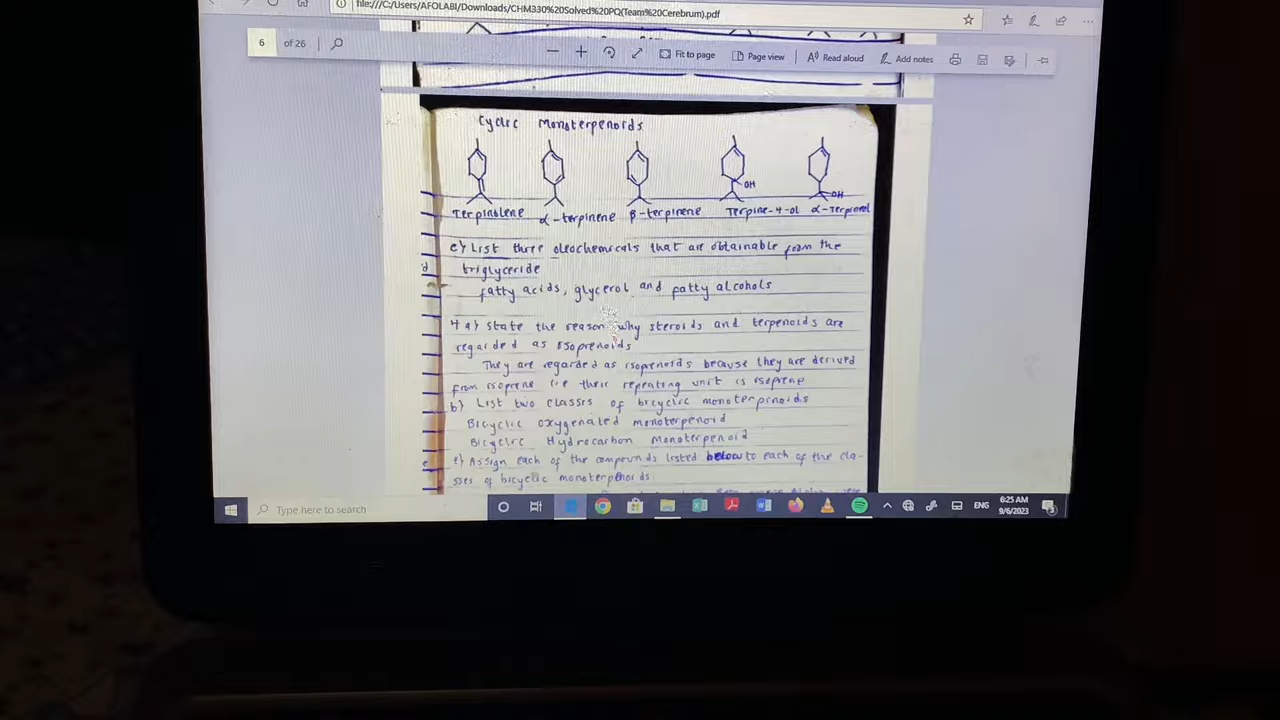 file:///C:/Users/AFOLABI/Downloads/CHM330%20Solved%20PQ(Team%20Cerebrum).pdf
6 of 26
Fit to page
Page view
Read aloud
Add notes
Cyclic Monoterpenoids
OH
OH
Terpinolene α-terpinene β-terpinene Terpine-4-ol α-Terpineol
c) List three oleochemicals that are obtainable from the
triglyceride
fatty acids, glycerol and fatty alcohols
4a) State the reason why steroids and terpenoids are
regarded as isoprenoids
They are regarded as isoprenoids because they are derived
from isoprene i.e their repeating unit is isoprene
b) List two classes of bicyclic monoterpinoids
Bicyclic oxygenated monoterpenoid
Bicyclic Hydrocarbon monoterpenoid
c) Assign each of the compounds listed below to each of the cla-
sses of bicyclic monoterpenoids
Type here to search
ENG
6:25 AM
9/6/2023